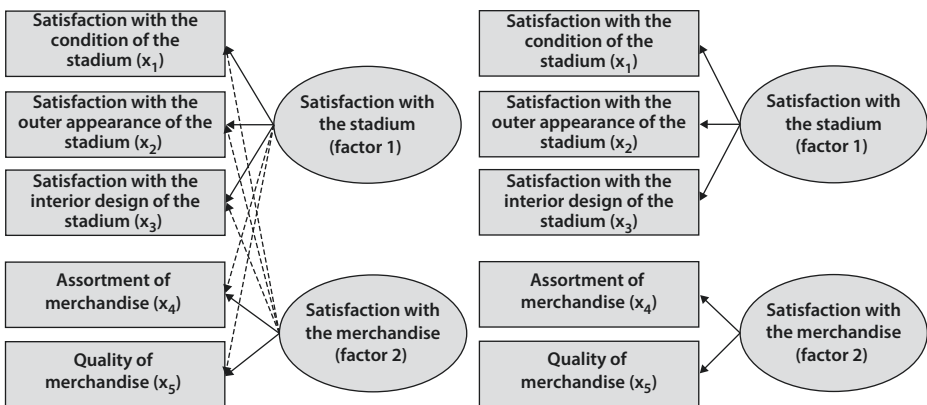 Satisfaction with the
condition of the
stadium (x₁)
Satisfaction with the
outer appearance of the
stadium (x₂)
Satisfaction with the
interior design of the
stadium (x₃)
Assortment of
merchandise (x₄)
Quality of
merchandise (x₅)
Satisfaction with
the stadium
(factor 1)
Satisfaction with
the merchandise
(factor 2)
Satisfaction with the
condition of the
stadium (x₁)
Satisfaction with the
outer appearance of the
stadium (x₂)
Satisfaction with the
interior design of the
stadium (x₃)
Assortment of
merchandise (x₄)
Quality of
merchandise (x₅)
Satisfaction with
the stadium
(factor 1)
Satisfaction with
the merchandise
(factor 2)